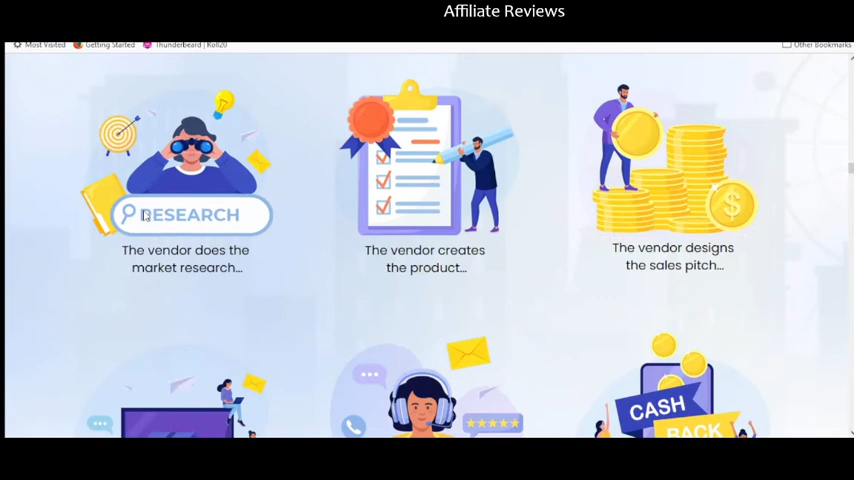 Affiliate Reviews
Most Visited Getting Started Thunderbeard | Roll20 Other Bookmarks
RESEARCH
The vendor does the
market research...
The vendor creates
the product...
The vendor designs
the sales pitch...
$
CASH
BACK